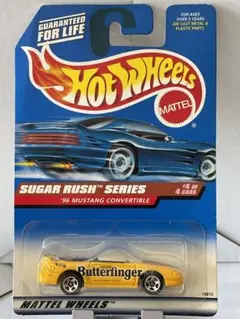 GUARANTEED
FOR LIFE
FOR AGES
OVER 3 YEARS
DIE CAST METAL &
PLASTIC PARTS
Hot Wheels
MATTEL
SUGAR RUSH SERIES
'96 MUSTANG CONVERTIBLE
#4 OF
4 CARS
Butterfinger
MATTEL WHEELS